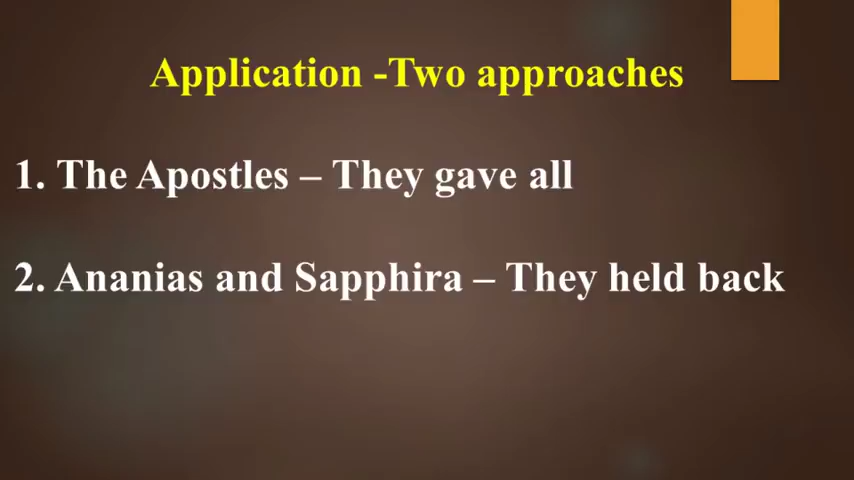 Application -Two approaches
1. The Apostles – They gave all
2. Ananias and Sapphira – They held back